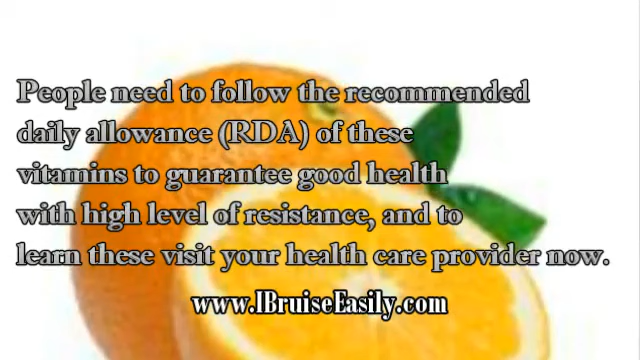 People need to follow the recommended
daily allowance (RDA) of these
vitamins to guarantee good health
with high level of resistance, and to
learn these visit your health care provider now.
www.IBruiseEasily.com